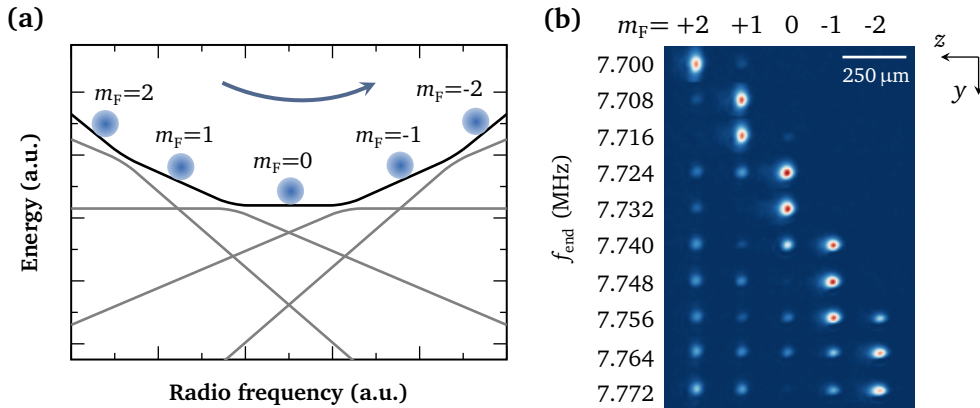 (a)
m_F=2
m_F=1
m_F=0
m_F=-1
m_F=-2
Energy (a.u.)
Radio frequency (a.u.)
(b)
m_F= +2 +1 0 -1 -2
z
y
250 μm
f_end (MHz)
7.700
7.708
7.716
7.724
7.732
7.740
7.748
7.756
7.764
7.772